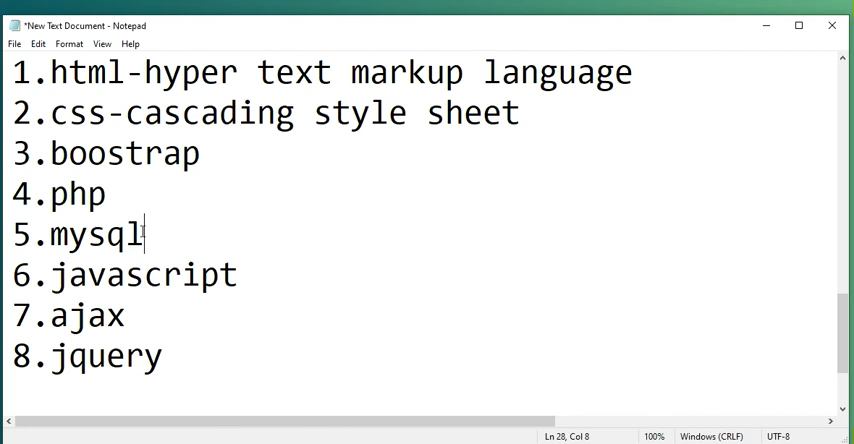 *New Text Document - Notepad
File Edit Format View Help
1.html-hyper text markup language
2.css-cascading style sheet
3.boostrap
4.php
5.mysql
6.javascript
7.ajax
8.jquery
Ln 28, Col 8 100% Windows (CRLF) UTF-8